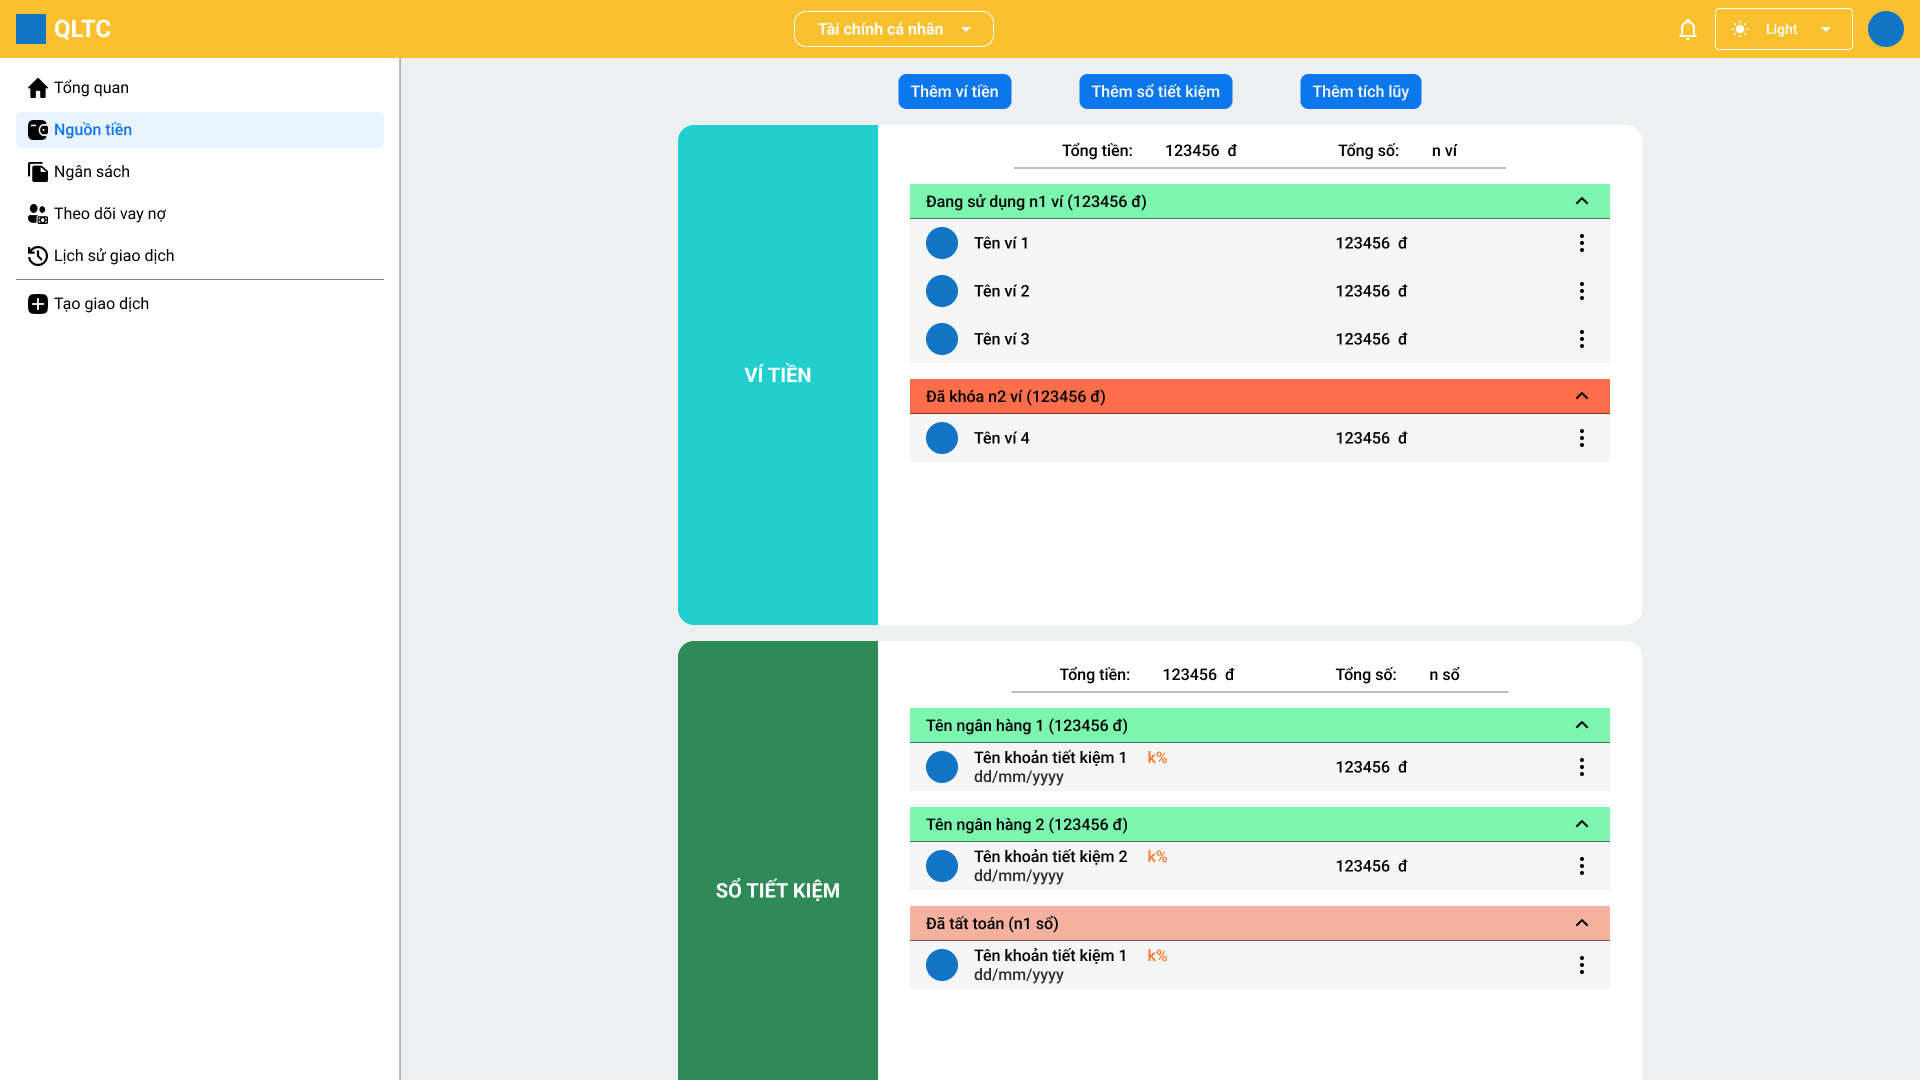 QLTC
Tài chính cá nhân
Light
Tổng quan
Nguồn tiền
Ngân sách
Theo dõi vay nợ
Lịch sử giao dịch
Tạo giao dịch
Thêm ví tiền
Thêm sổ tiết kiệm
Thêm tích lũy
VÍ TIỀN
Tổng tiền: 123456 đ Tổng số: n ví
Đang sử dụng n1 ví (123456 đ)
Tên ví 1 123456 đ
Tên ví 2 123456 đ
Tên ví 3 123456 đ
Đã khóa n2 ví (123456 đ)
Tên ví 4 123456 đ
SỔ TIẾT KIỆM
Tổng tiền: 123456 đ Tổng số: n sổ
Tên ngân hàng 1 (123456 đ)
Tên khoản tiết kiệm 1 k% 123456 đ
dd/mm/yyyy
Tên ngân hàng 2 (123456 đ)
Tên khoản tiết kiệm 2 k% 123456 đ
dd/mm/yyyy
Đã tất toán (n1 sổ)
Tên khoản tiết kiệm 1 k%
dd/mm/yyyy